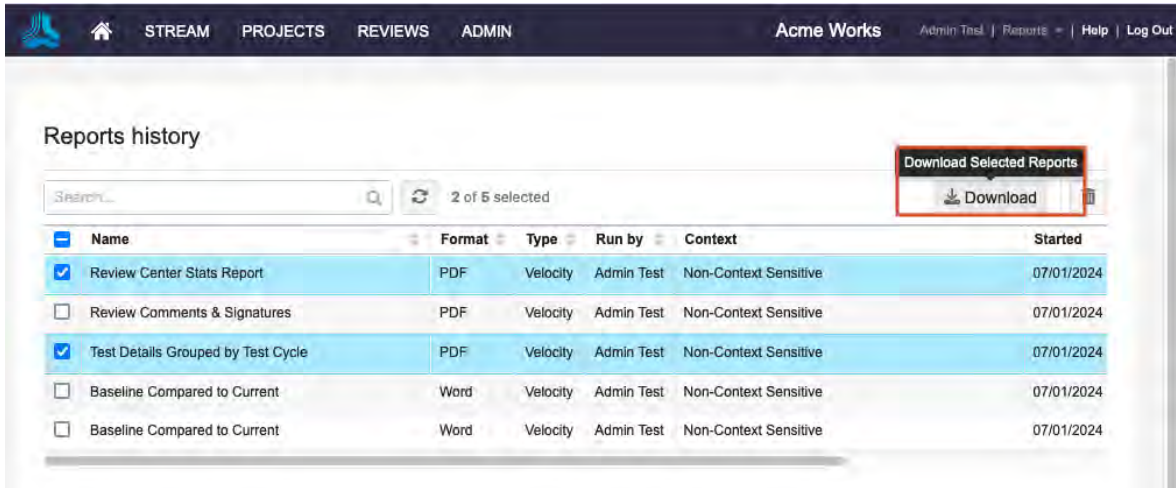 STREAM PROJECTS REVIEWS ADMIN Acme Works Admin Test | Reports | Help | Log Out
Reports history
Download Selected Reports
Search... 2 of 5 selected Download
Name Format Type Run by Context Started
Review Center Stats Report PDF Velocity Admin Test Non-Context Sensitive 07/01/2024
Review Comments & Signatures PDF Velocity Admin Test Non-Context Sensitive 07/01/2024
Test Details Grouped by Test Cycle PDF Velocity Admin Test Non-Context Sensitive 07/01/2024
Baseline Compared to Current Word Velocity Admin Test Non-Context Sensitive 07/01/2024
Baseline Compared to Current Word Velocity Admin Test Non-Context Sensitive 07/01/2024